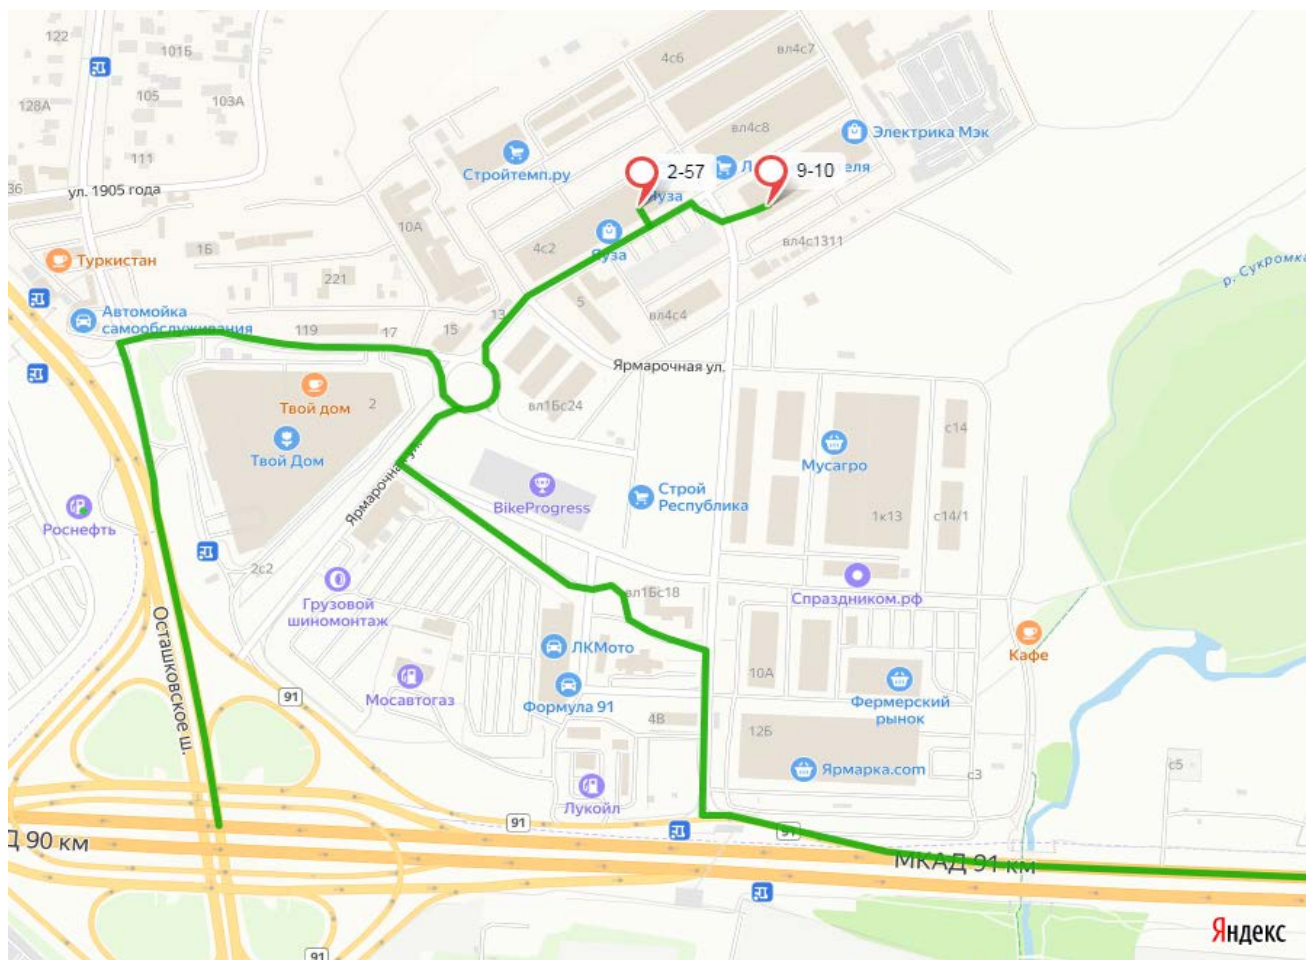 122
101Б
4с6
вл4с7
105
103А
128А
вл4с8
Электрика Мэк
111
Стройтемп.ру
2-57
9-10
36
ул. 1905 года
Яуза
10А
1Б
4с2
Яуза
вл4с1311
Туркистан
221
р. Сукромка
5
Автомойка
самообслуживания
119
17
15
13
вл4с4
Ярмарочная ул.
Твой дом
2
вл1Бс24
Твой Дом
с14
Мусагро
Ярмарочная ул.
BikeProgress
Строй
Республика
Роснефть
1к13
с14/1
2с2
Грузовой
шиномонтаж
вл1Бс18
Спраздником.рф
Осташковское ш.
ЛКМото
Кафе
10А
91
Мосавтогаз
Формула 91
Фермерский
рынок
4В
12Б
Ярмарка.com
с3
с5
Лукойл
91
91
Д 90 км
МКАД 91 км
91
Яндекс